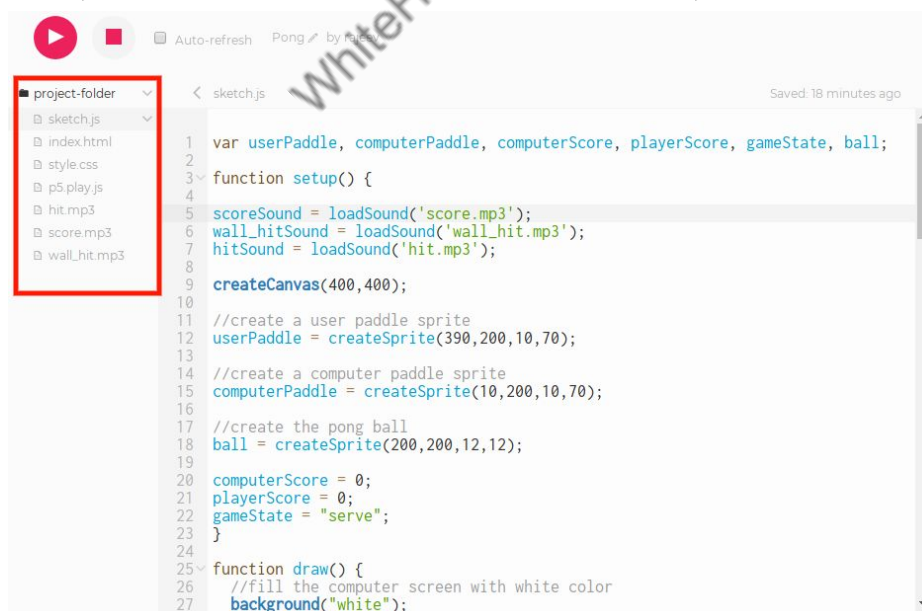 Auto-refresh Pong by rajeev
project-folder
sketch.js
index.html
style.css
p5.play.js
hit.mp3
score.mp3
wall_hit.mp3
sketch.js
Saved: 18 minutes ago
1 var userPaddle, computerPaddle, computerScore, playerScore, gameState, ball;
2
3 function setup() {
4
5 scoreSound = loadSound('score.mp3');
6 wall_hitSound = loadSound('wall_hit.mp3');
7 hitSound = loadSound('hit.mp3');
8
9 createCanvas(400,400);
10
11 //create a user paddle sprite
12 userPaddle = createSprite(390,200,10,70);
13
14 //create a computer paddle sprite
15 computerPaddle = createSprite(10,200,10,70);
16
17 //create the pong ball
18 ball = createSprite(200,200,12,12);
19
20 computerScore = 0;
21 playerScore = 0;
22 gameState = "serve";
23 }
24
25 function draw() {
26 //fill the computer screen with white color
27 background("white");